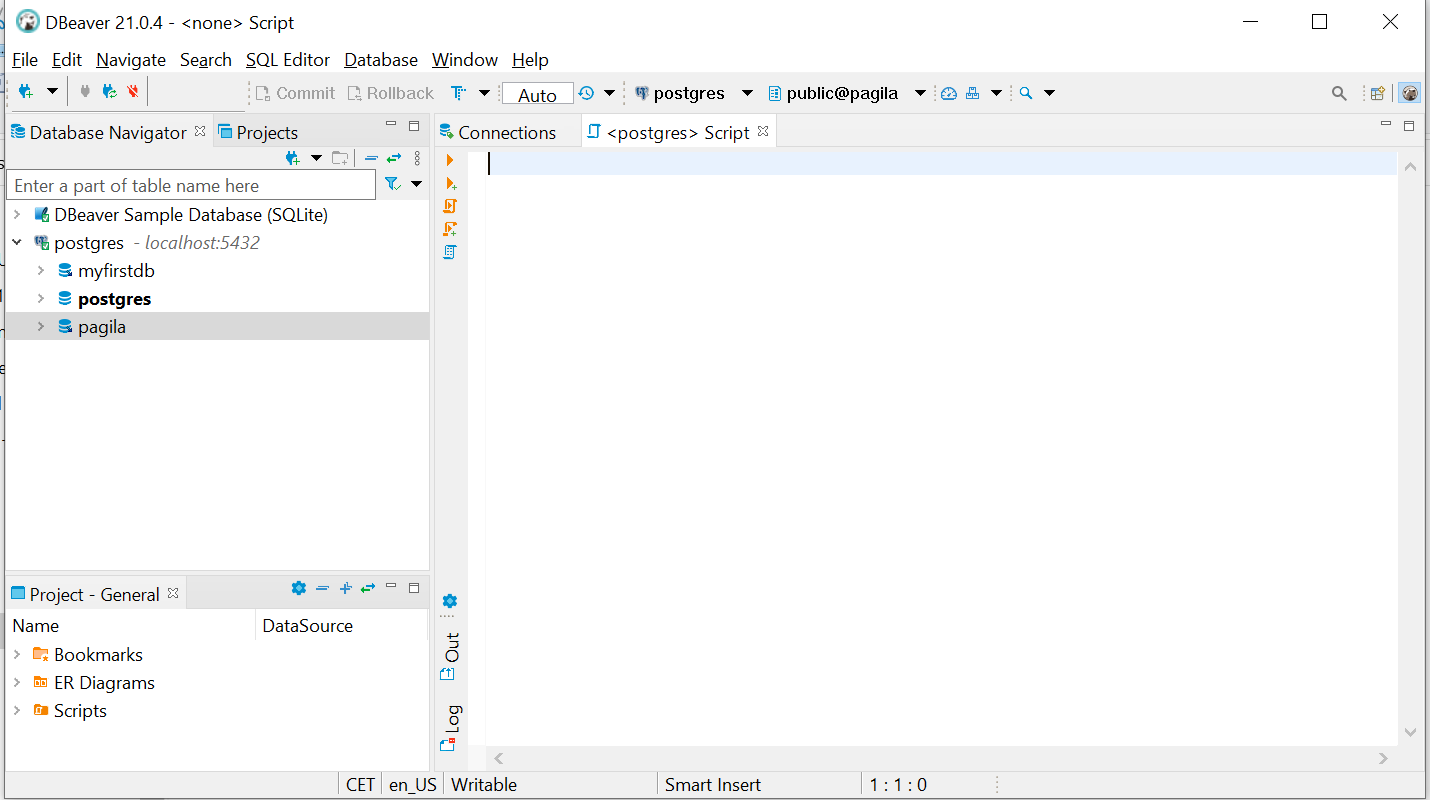 DBeaver 21.0.4 - <none> Script
File Edit Navigate Search SQL Editor Database Window Help
Commit Rollback Auto postgres public@pagila
Database Navigator Projects
Connections <postgres> Script
Enter a part of table name here
DBeaver Sample Database (SQLite)
postgres - localhost:5432
myfirstdb
postgres
pagila
Project - General
Name DataSource
Bookmarks
ER Diagrams
Scripts
Out
Log
CET en_US Writable Smart Insert 1 : 1 : 0